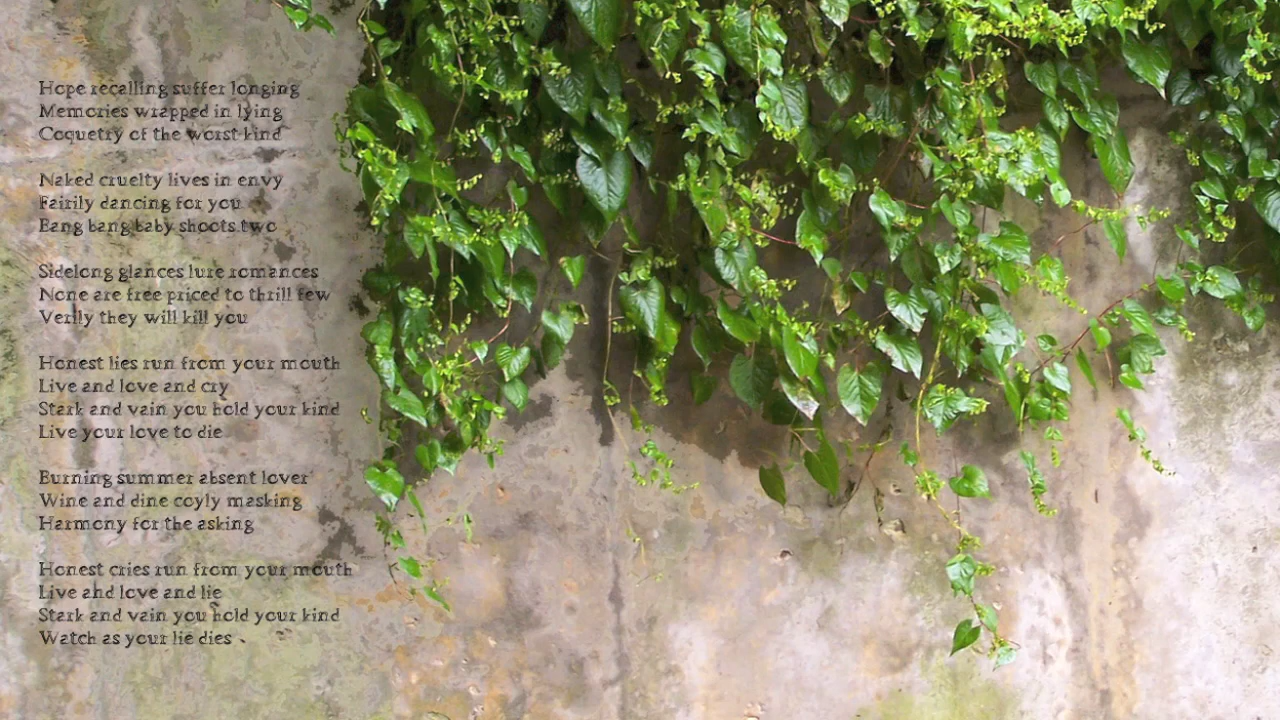 Hope recalling suffer longing
Memories wrapped in lying
Coquetry of the worst kind
Naked cruelty lives in envy
Fairily dancing for you
Bang bang baby shoots two
Sidelong glances lure romances
None are free priced to thrill few
Verily they will kill you
Honest lies run from your mouth
Live and love and cry
Stark and vain you hold your kind
Live your love to die
Burning summer absent lover
Wine and dine coyly masking
Harmony for the asking
Honest cries run from your mouth
Live and love and lie
Stark and vain you hold your kind
Watch as your lie dies